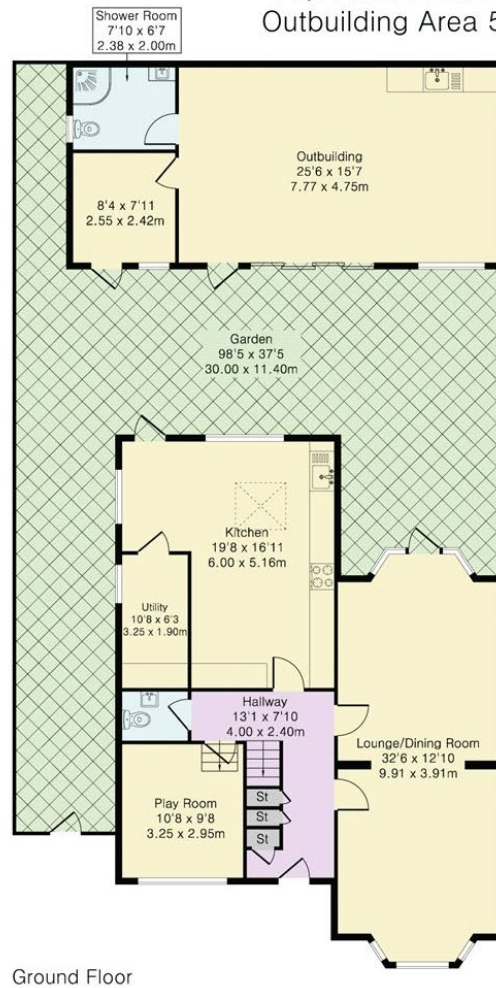 Outbuilding Area 5
Shower Room
7'10 x 6'7
2.38 x 2.00m
Outbuilding
25'6 x 15'7
7.77 x 4.75m
8'4 x 7'11
2.55 x 2.42m
Garden
98'5 x 37'5
30.00 x 11.40m
Kitchen
19'8 x 16'11
6.00 x 5.16m
Utility
10'8 x 6'3
3.25 x 1.90m
Hallway
13'1 x 7'10
4.00 x 2.40m
Lounge/Dining Room
32'6 x 12'10
9.91 x 3.91m
St
St
St
Play Room
10'8 x 9'8
3.25 x 2.95m
Ground Floor